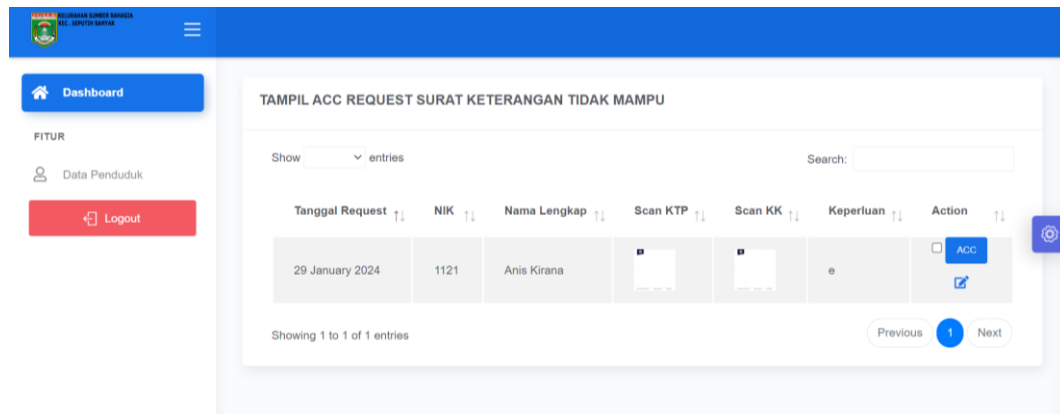 KELURAHAN SUMBER BAHAGIA
KEC. SEPUTIH BANYAK
Dashboard
FITUR
Data Penduduk
Logout
TAMPIL ACC REQUEST SURAT KETERANGAN TIDAK MAMPU
Show entries
Search:
Tanggal Request NIK Nama Lengkap Scan KTP Scan KK Keperluan Action
29 January 2024 1121 Anis Kirana e ACC
Showing 1 to 1 of 1 entries
Previous 1 Next